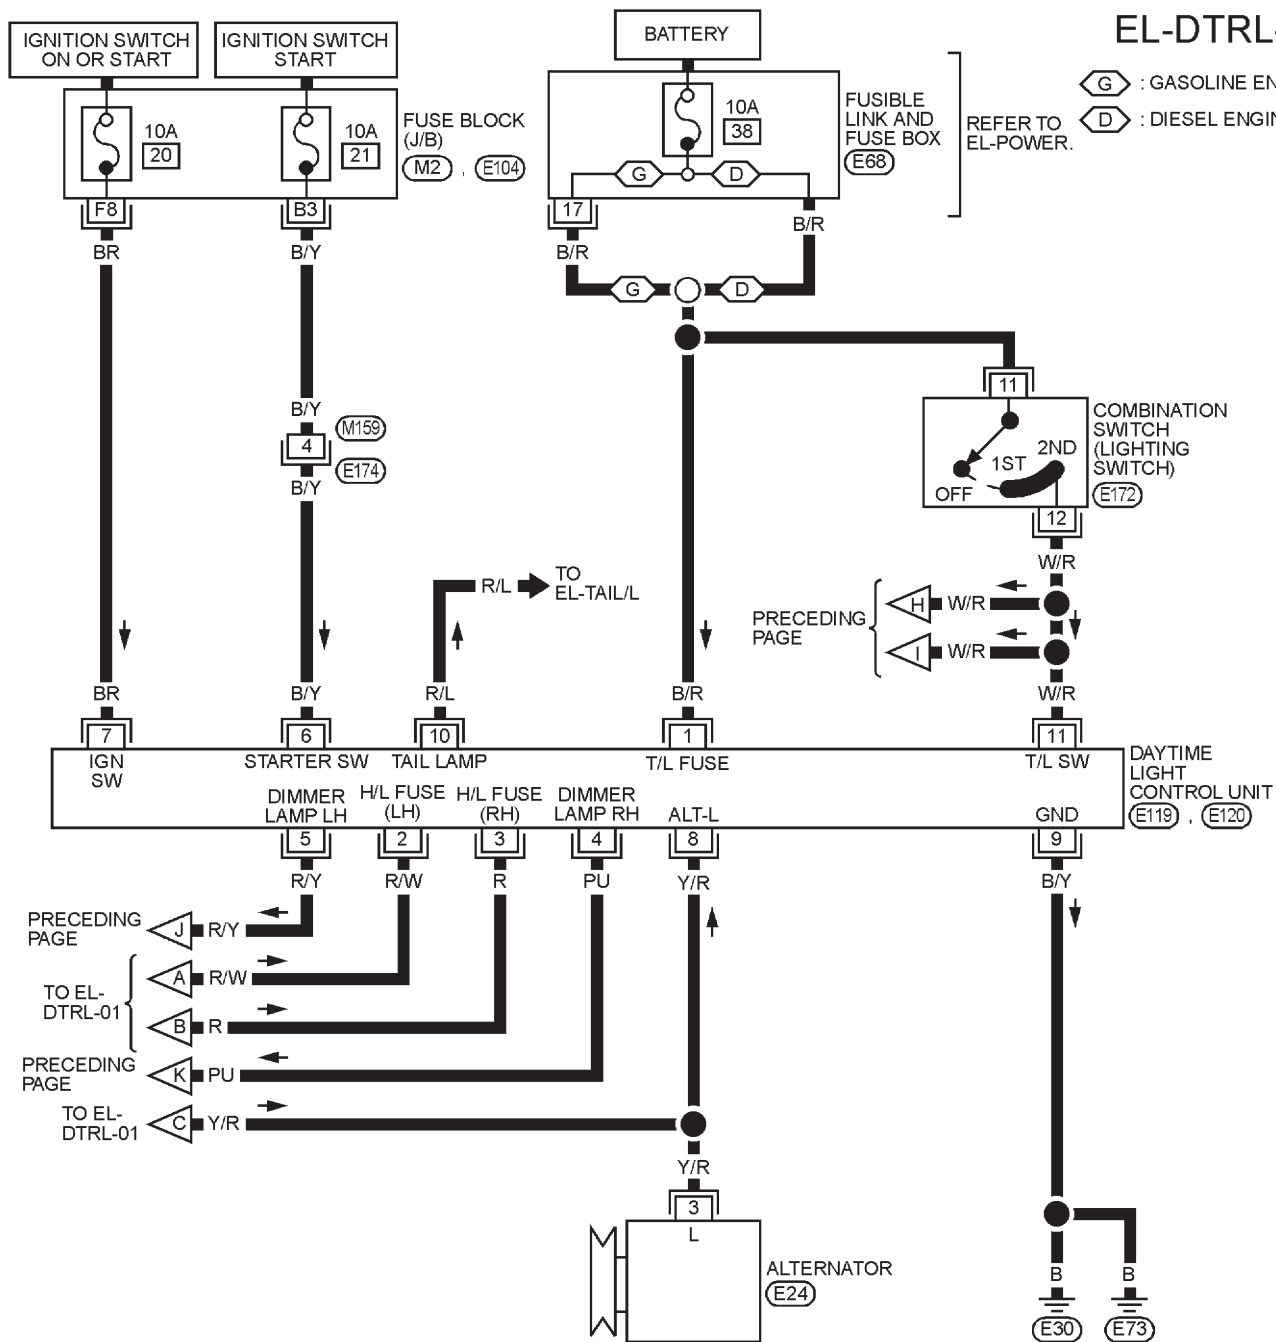 EL-DTRL-
IGNITION SWITCH
ON OR START
IGNITION SWITCH
START
BATTERY
G : GASOLINE EN
D : DIESEL ENGIN
10A
20
10A
21
FUSE BLOCK
(J/B)
M2 , E104
10A
38
G D
FUSIBLE
LINK AND
FUSE BOX
E68
REFER TO
EL-POWER.
F8
B3
17
BR
B/Y
B/R
B/R
G D
B/Y
M159
4
E174
B/Y
11
COMBINATION
SWITCH
(LIGHTING
SWITCH)
E172
1ST 2ND
OFF
12
W/R
R/L
TO
EL-TAIL/L
PRECEDING
PAGE
H W/R
I W/R
BR
B/Y
R/L
B/R
W/R
7
6
10
1
11
IGN
SW
STARTER SW
TAIL LAMP
T/L FUSE
T/L SW
DAYTIME
LIGHT
CONTROL UNIT
E119 , E120
DIMMER
LAMP LH
H/L FUSE
(LH)
H/L FUSE
(RH)
DIMMER
LAMP RH
ALT-L
GND
5
2
3
4
8
9
R/Y
R/W
R
PU
Y/R
B/Y
PRECEDING
PAGE
J R/Y
TO EL-
DTRL-01
A R/W
B R
PRECEDING
PAGE
K PU
TO EL-
DTRL-01
C Y/R
Y/R
3
L
ALTERNATOR
E24
B
B
E30
E73